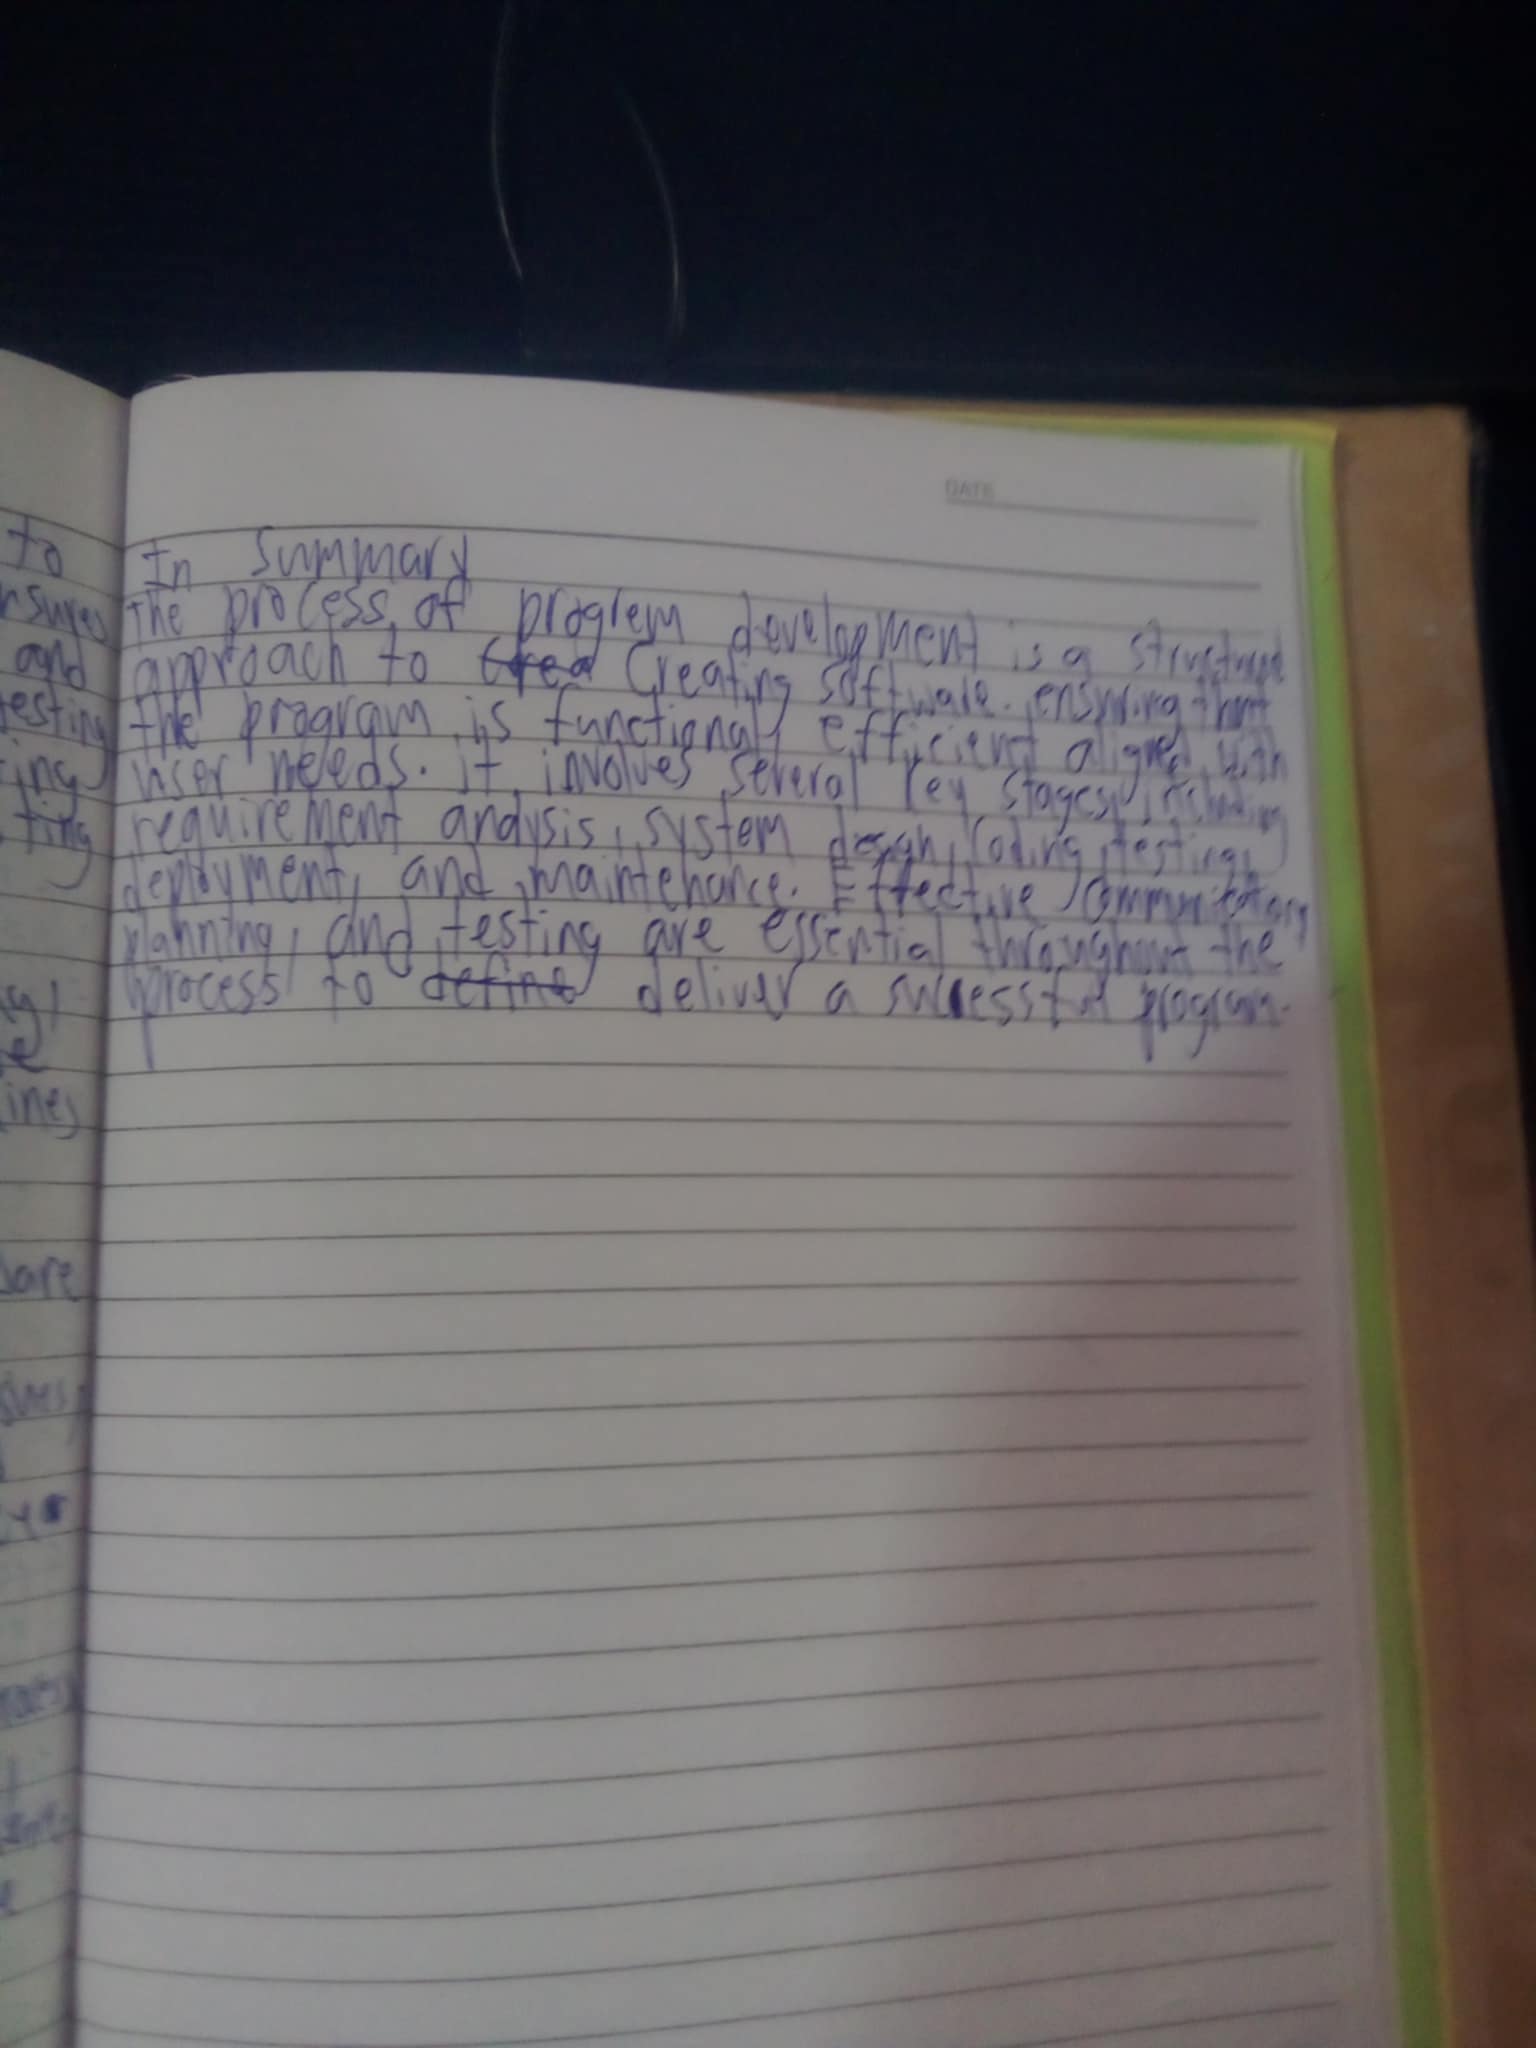 DATE
In Summary
The process of progrem development is a structured
approach to Crea Creating software. ensuring that
the program is functional, efficient aligned with
user needs. it involves several key stages, including
requirement analysis, system design, coding, testing,
deployment, and maintenance. Effective communication,
planning, and testing are essential throughout the
process to define deliver a successful program.
to
nsures
and
testing
ing
ting
ines